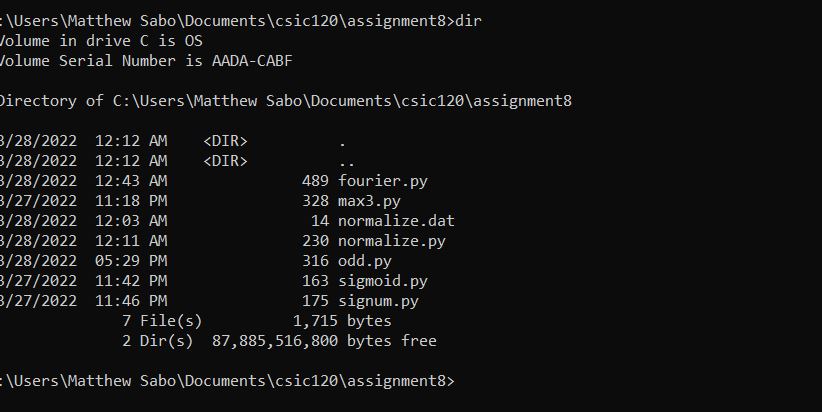 :\Users\Matthew Sabo\Documents\csic120\assignment8>dir
Volume in drive C is OS
Volume Serial Number is AADA-CABF
Directory of C:\Users\Matthew Sabo\Documents\csic120\assignment8
3/28/2022  12:12 AM    <DIR>          .
3/28/2022  12:12 AM    <DIR>          ..
3/28/2022  12:43 AM               489 fourier.py
3/27/2022  11:18 PM               328 max3.py
3/28/2022  12:03 AM                14 normalize.dat
3/28/2022  12:11 AM               230 normalize.py
3/28/2022  05:29 PM               316 odd.py
3/27/2022  11:42 PM               163 sigmoid.py
3/27/2022  11:46 PM               175 signum.py
7 File(s)          1,715 bytes
2 Dir(s)  87,885,516,800 bytes free
:\Users\Matthew Sabo\Documents\csic120\assignment8>